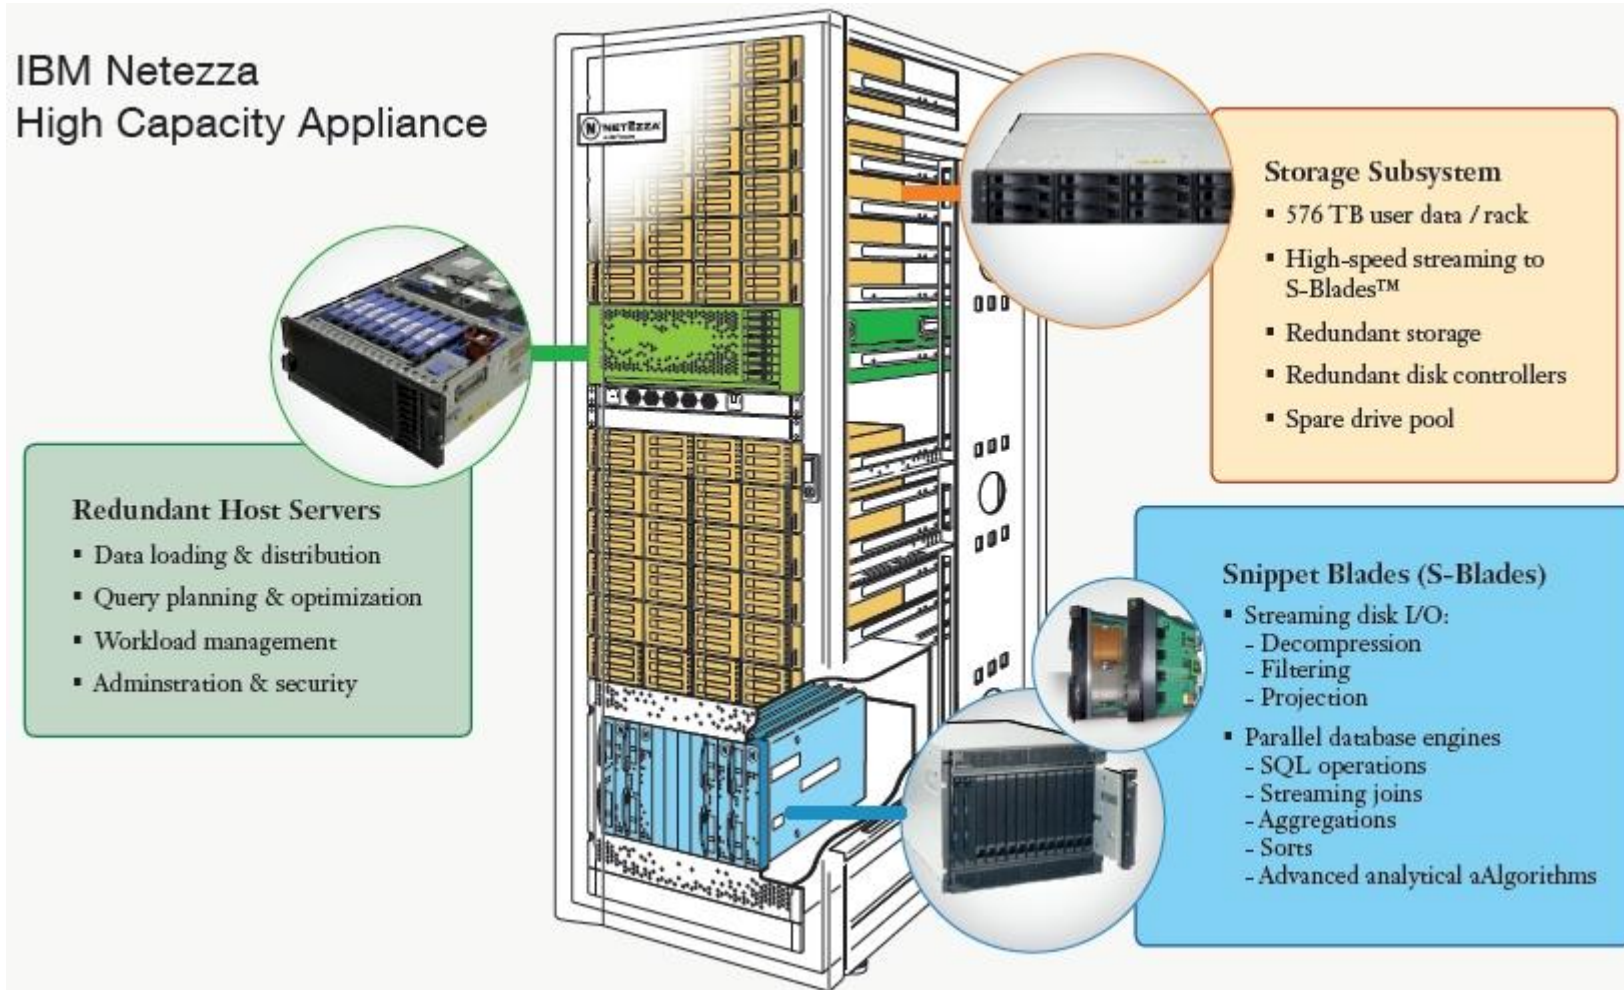 IBM Netezza
High Capacity Appliance
NETEZZA
Storage Subsystem
▪ 576 TB user data / rack
▪ High-speed streaming to
S-Blades™
▪ Redundant storage
▪ Redundant disk controllers
▪ Spare drive pool
Redundant Host Servers
▪ Data loading & distribution
▪ Query planning & optimization
▪ Workload management
▪ Adminstration & security
Snippet Blades (S-Blades)
▪ Streaming disk I/O:
- Decompression
- Filtering
- Projection
▪ Parallel database engines
- SQL operations
- Streaming joins
- Aggregations
- Sorts
- Advanced analytical aAlgorithms